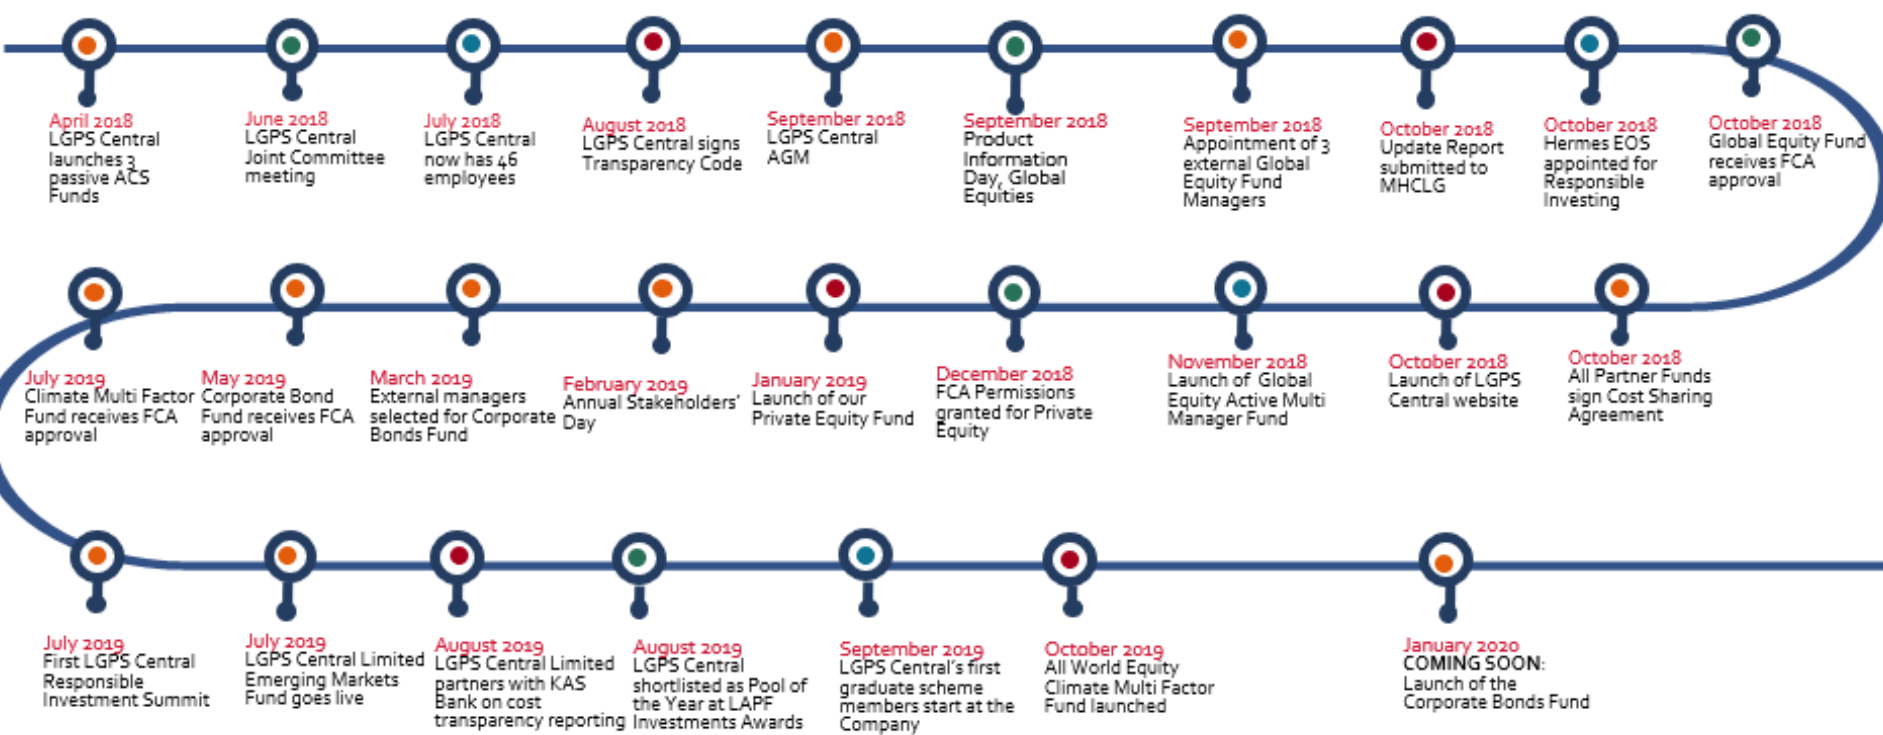 April 2018
LGPS Central
launches 3
passive ACS
Funds
June 2018
LGPS Central
Joint Committee
meeting
July 2018
LGPS Central
now has 46
employees
August 2018
LGPS Central signs
Transparency Code
September 2018
LGPS Central
AGM
September 2018
Product
Information
Day, Global
Equities
September 2018
Appointment of 3
external Global
Equity Fund
Managers
October 2018
Update Report
submitted to
MHCLG
October 2018
Hermes EOS
appointed for
Responsible
Investing
October 2018
Global Equity Fund
receives FCA
approval
October 2018
All Partner Funds
sign Cost Sharing
Agreement
October 2018
Launch of LGPS
Central website
November 2018
Launch of Global
Equity Active Multi
Manager Fund
December 2018
FCA Permissions
granted for Private
Equity
January 2019
Launch of our
Private Equity Fund
February 2019
Annual Stakeholders'
Day
March 2019
External managers
selected for Corporate
Bonds Fund
May 2019
Corporate Bond
Fund receives FCA
approval
July 2019
Climate Multi Factor
Fund receives FCA
approval
July 2019
First LGPS Central
Responsible
Investment Summit
July 2019
LGPS Central Limited
Emerging Markets
Fund goes live
August 2019
LGPS Central Limited
partners with KAS
Bank on cost
transparency reporting
August 2019
LGPS Central
shortlisted as Pool of
the Year at LAPF
Investments Awards
September 2019
LGPS Central's first
graduate scheme
members start at the
Company
October 2019
All World Equity
Climate Multi Factor
Fund launched
January 2020
COMING SOON:
Launch of the
Corporate Bonds Fund